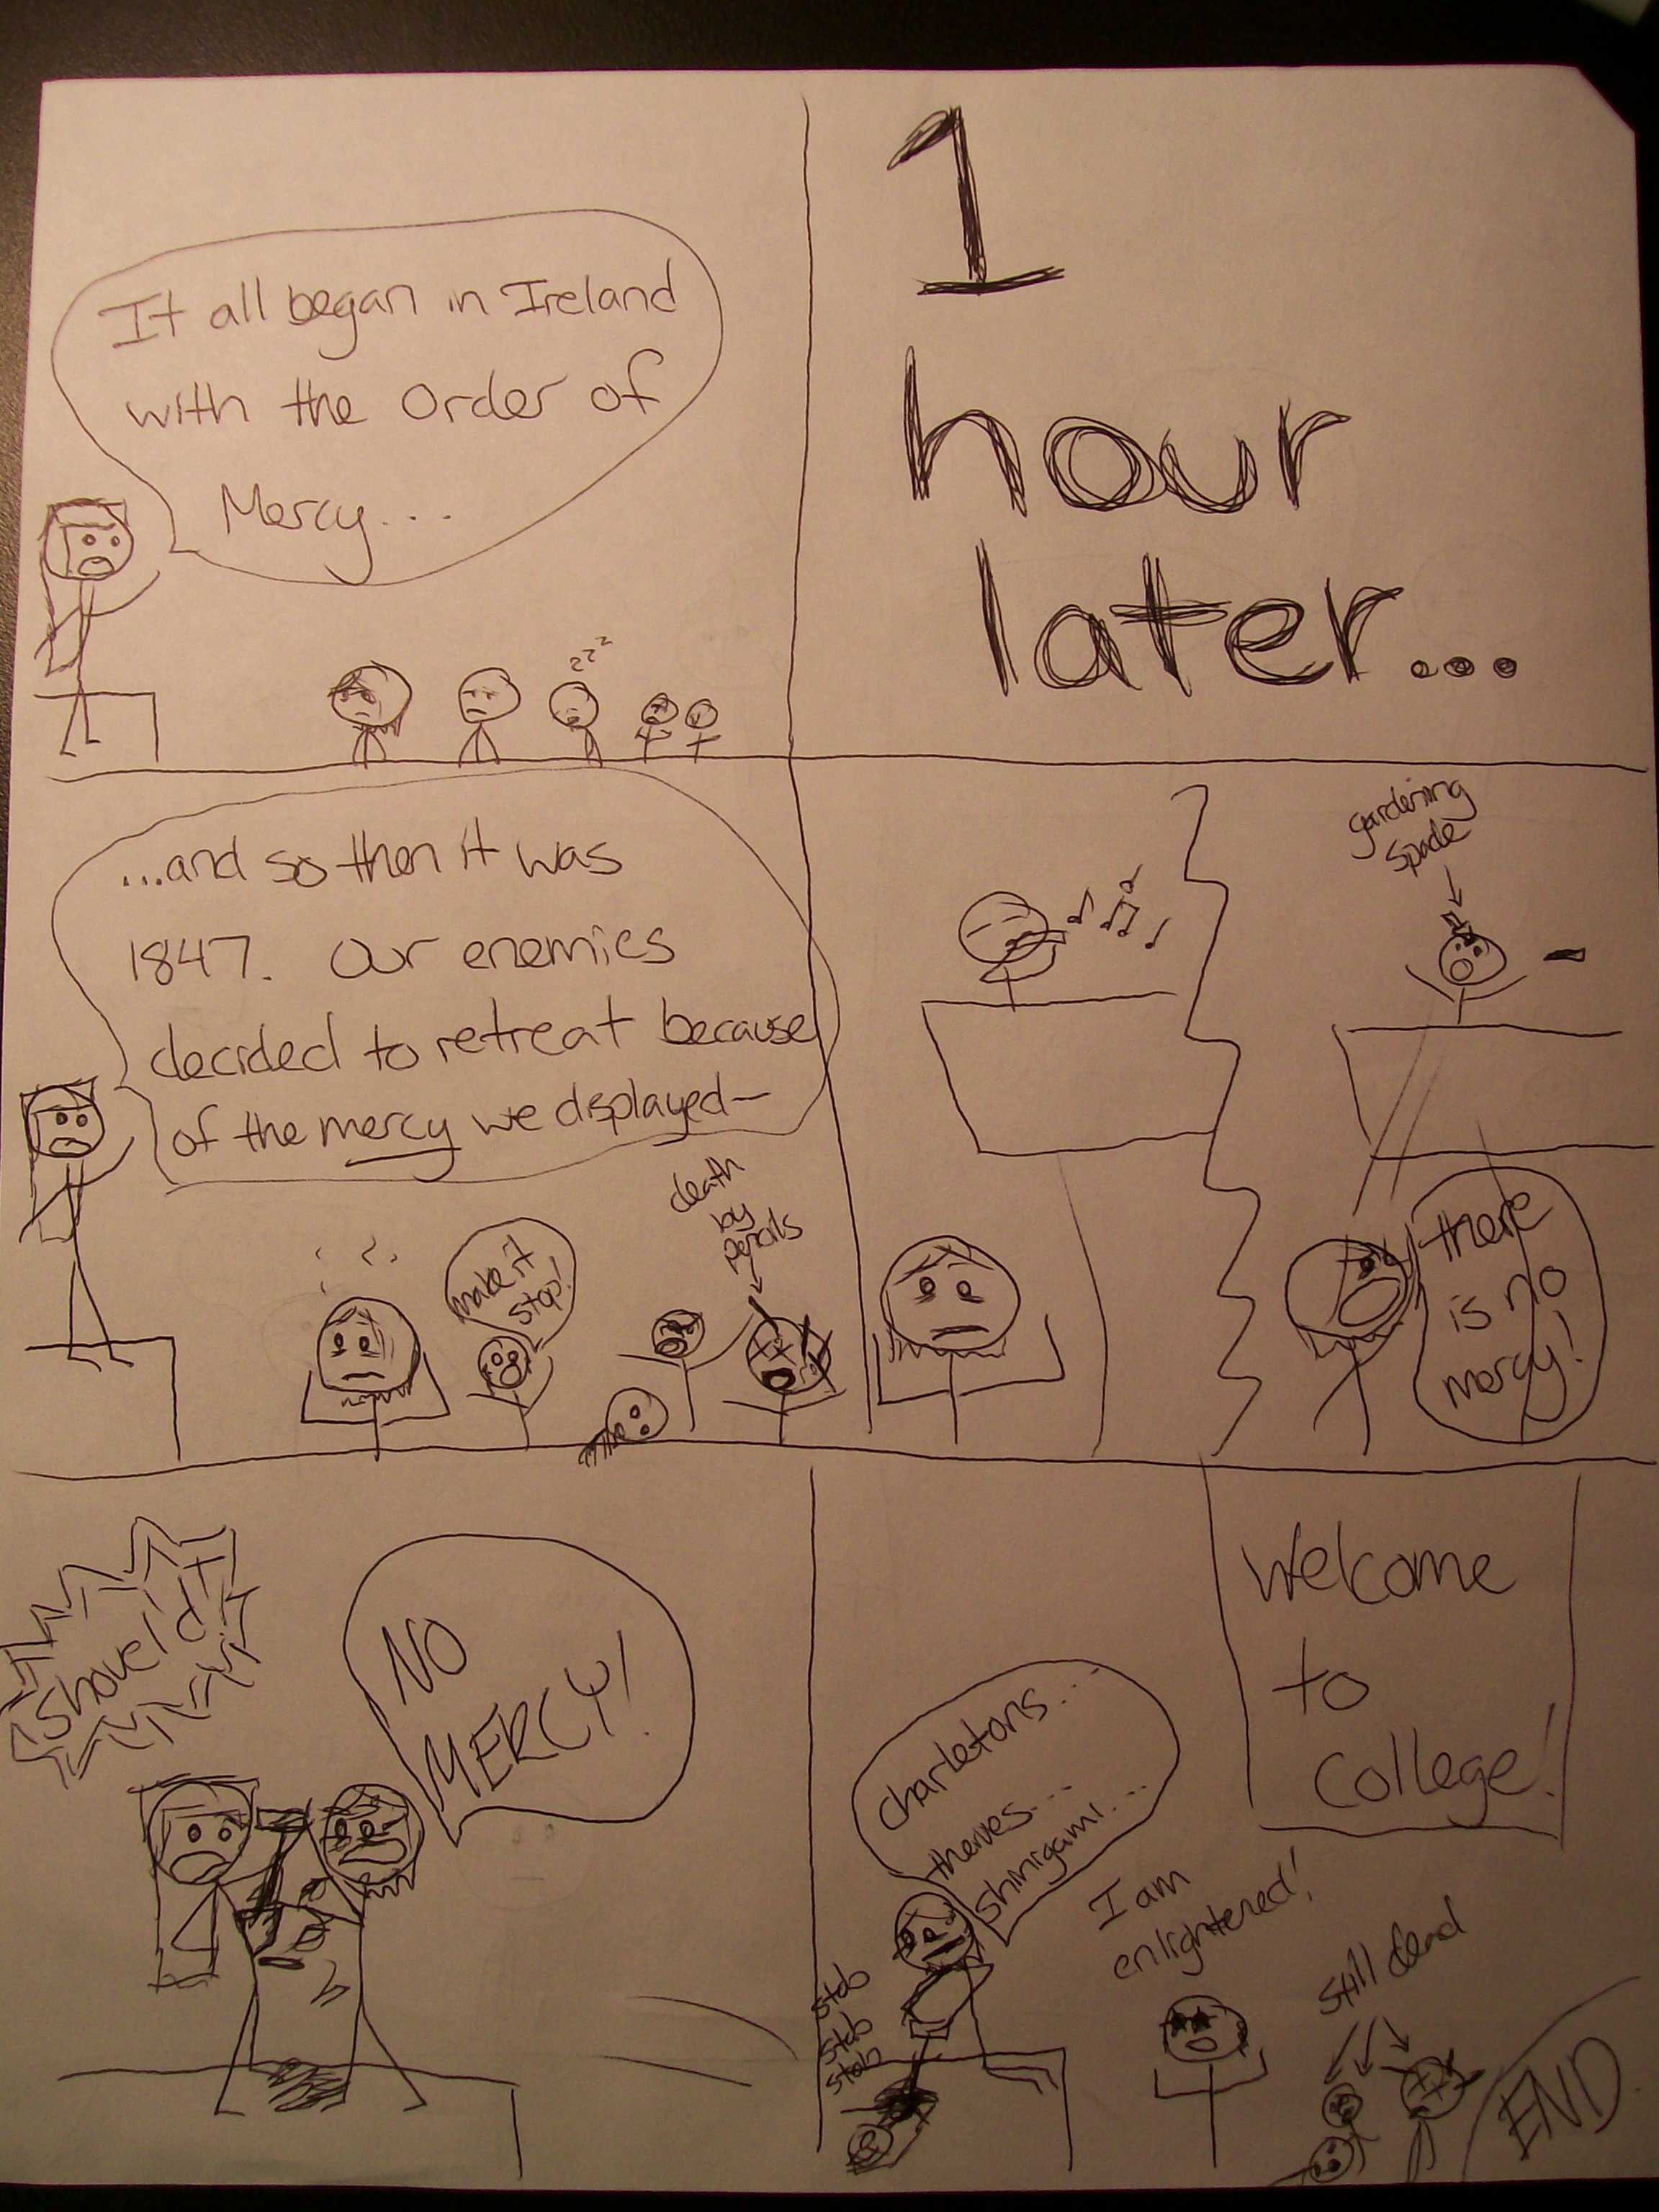 It all began in Ireland
with the Order of
Mercy...
zzz
1
hour
later...
...and so then it was
1847. Our enemies
decided to retreat because
of the mercy we displayed—
make it
stop!
death
by
pencils
gardening
spade
there
is no
mercy!
Shovel'd!
NO
MERCY!
Welcome
to
College!
Charletons...
theives...
shinigami...
stab
stab
stab
I am
enlightened!
still dead
END